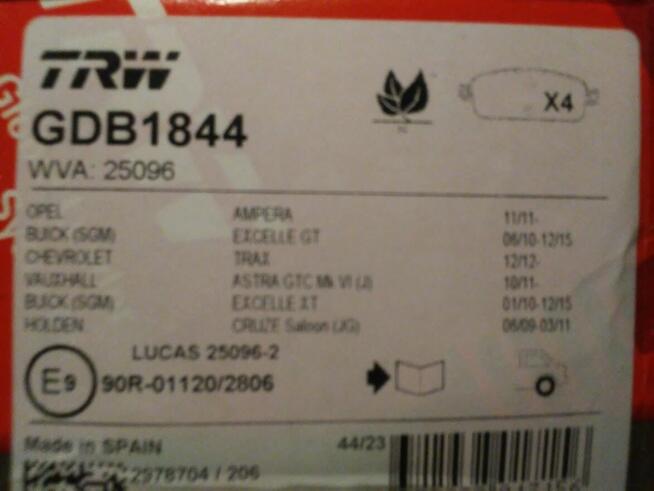 TRW
GDB1844
X4
WVA: 25096
OPEL AMPERA 11/11-
BUICK (SGM) EXCELLE GT 06/10-12/15
CHEVROLET TRAX 12/12-
VAUXHALL ASTRA GTC Mk VI (J) 10/11-
BUICK (SGM) EXCELLE XT 01/10-12/15
HOLDEN CRUZE Saloon (JG) 06/09-03/11
LUCAS 25096-2
E9 90R-01120/2806
Made in SPAIN 44/23
2978704 / 206